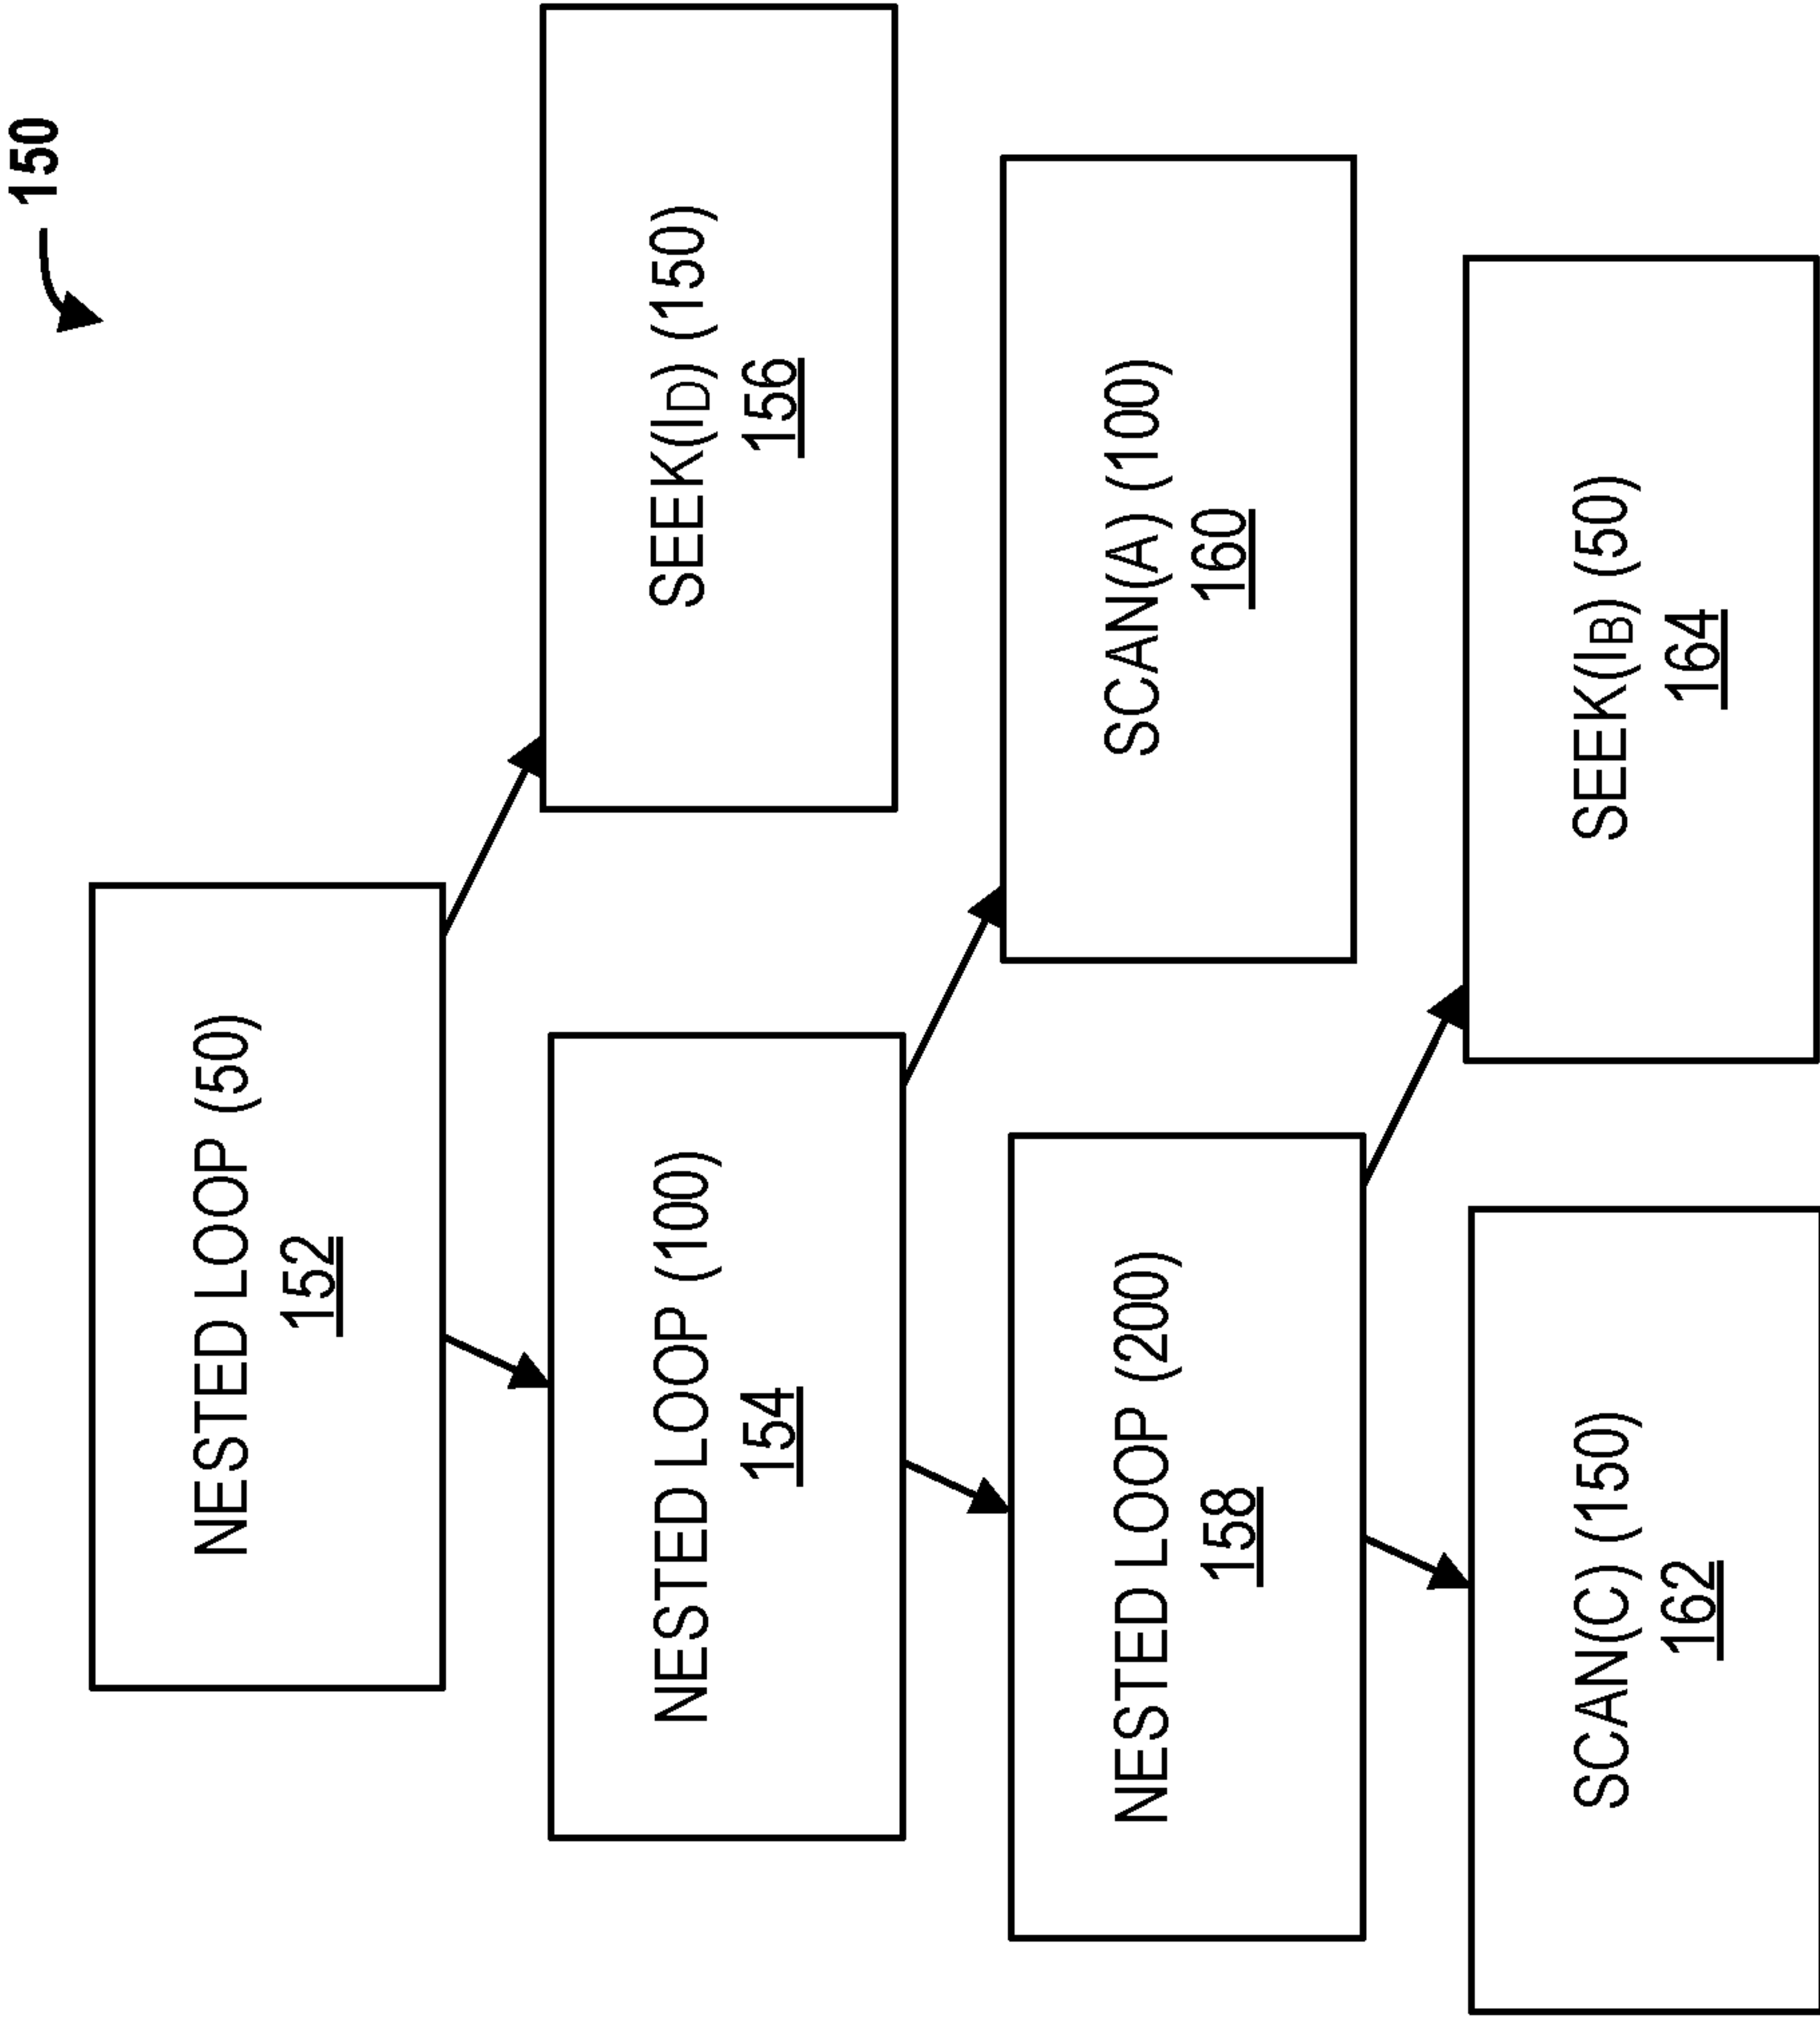 150
NESTED LOOP (50)
152
NESTED LOOP (100)
154
SEEK(ID) (150)
156
NESTED LOOP (200)
158
SCAN(A) (100)
160
SCAN(C) (150)
162
SEEK(IB) (50)
164